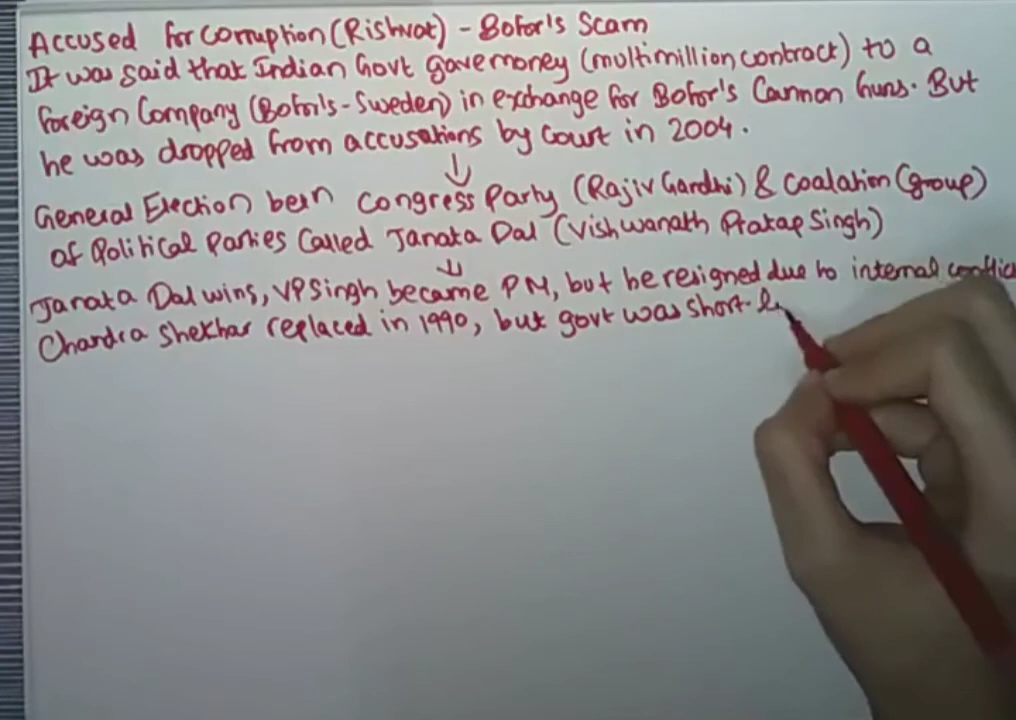 Accused for corruption (Rishvat) - Bofor's Scam
It was said that Indian Govt gave money (multimillion contract) to a
foreign Company (Bofor's-Sweden) in exchange for Bofor's Cannon Guns. But
he was dropped from accusations by court in 2004.
↓
General Election betn Congress Party (Rajiv Gandhi) & Coalation (group)
of Political Parties Called Janata Dal (Vishwanath Pratap Singh)
↓
Janata Dal wins, VP Singh became PM, but he resigned due to internal conflic
Chandra Shekhar replaced in 1990, but govt was short-li